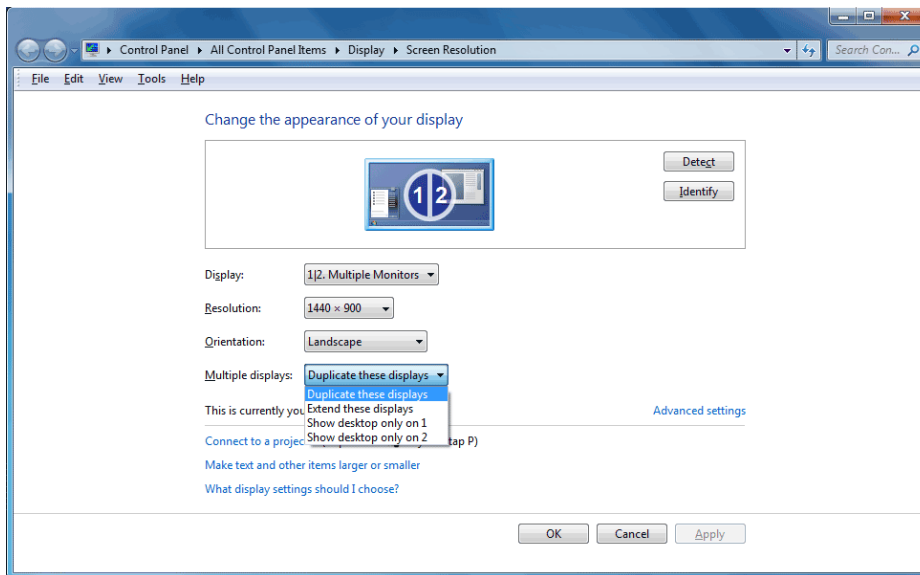 Control Panel ▸ All Control Panel Items ▸ Display ▸ Screen Resolution
Search Con...
File Edit View Tools Help
Change the appearance of your display
1 2
Detect
Identify
Display: 1|2. Multiple Monitors
Resolution: 1440 × 900
Orientation: Landscape
Multiple displays: Duplicate these displays
Duplicate these displays
This is currently you
Extend these displays
Advanced settings
Show desktop only on 1
Connect to a projec
Show desktop only on 2
tap P)
Make text and other items larger or smaller
What display settings should I choose?
OK Cancel Apply